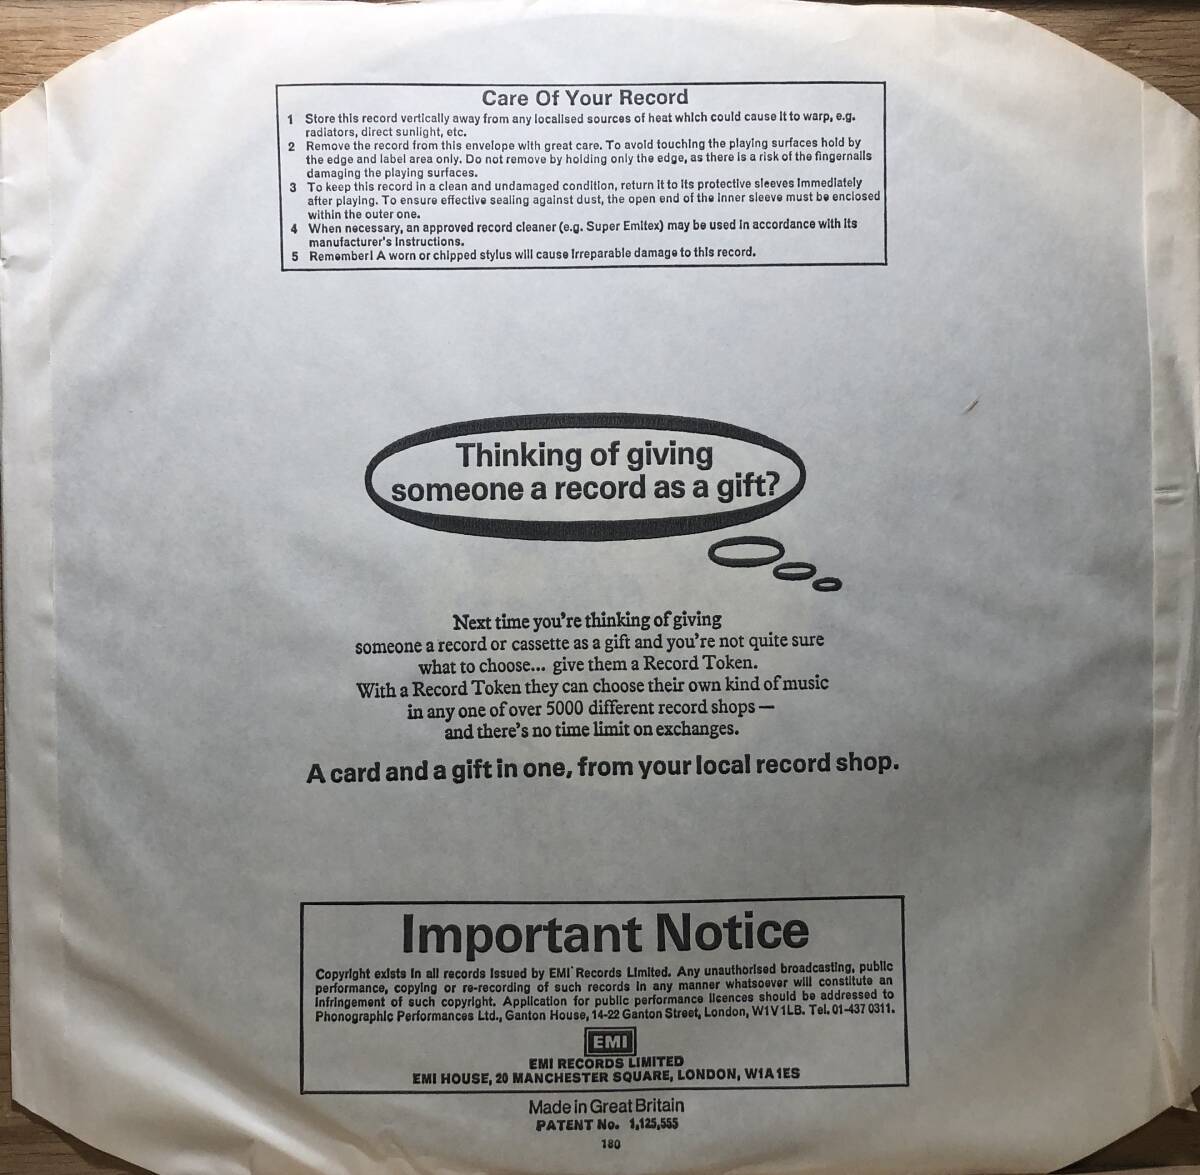 Care Of Your Record
1 Store this record vertically away from any localised sources of heat which could cause it to warp, e.g.
radiators, direct sunlight, etc.
2 Remove the record from this envelope with great care. To avoid touching the playing surfaces hold by
the edge and label area only. Do not remove by holding only the edge, as there is a risk of the fingernails
damaging the playing surfaces.
3 To keep this record in a clean and undamaged condition, return it to its protective sleeves immediately
after playing. To ensure effective sealing against dust, the open end of the inner sleeve must be enclosed
within the outer one.
4 When necessary, an approved record cleaner (e.g. Super Emitex) may be used in accordance with its
manufacturer's instructions.
5 Remember! A worn or chipped stylus will cause irreparable damage to this record.
Thinking of giving
someone a record as a gift?
Next time you're thinking of giving
someone a record or cassette as a gift and you're not quite sure
what to choose... give them a Record Token.
With a Record Token they can choose their own kind of music
in any one of over 5000 different record shops —
and there's no time limit on exchanges.
A card and a gift in one, from your local record shop.
Important Notice
Copyright exists in all records issued by EMI Records Limited. Any unauthorised broadcasting, public
performance, copying or re-recording of such records in any manner whatsoever will constitute an
infringement of such copyright. Application for public performance licences should be addressed to
Phonographic Performances Ltd., Ganton House, 14-22 Ganton Street, London, W1V 1LB. Tel. 01-437 0311.
EMI
EMI RECORDS LIMITED
EMI HOUSE, 20 MANCHESTER SQUARE, LONDON, W1A 1ES
Made in Great Britain
PATENT No. 1,125,555
180